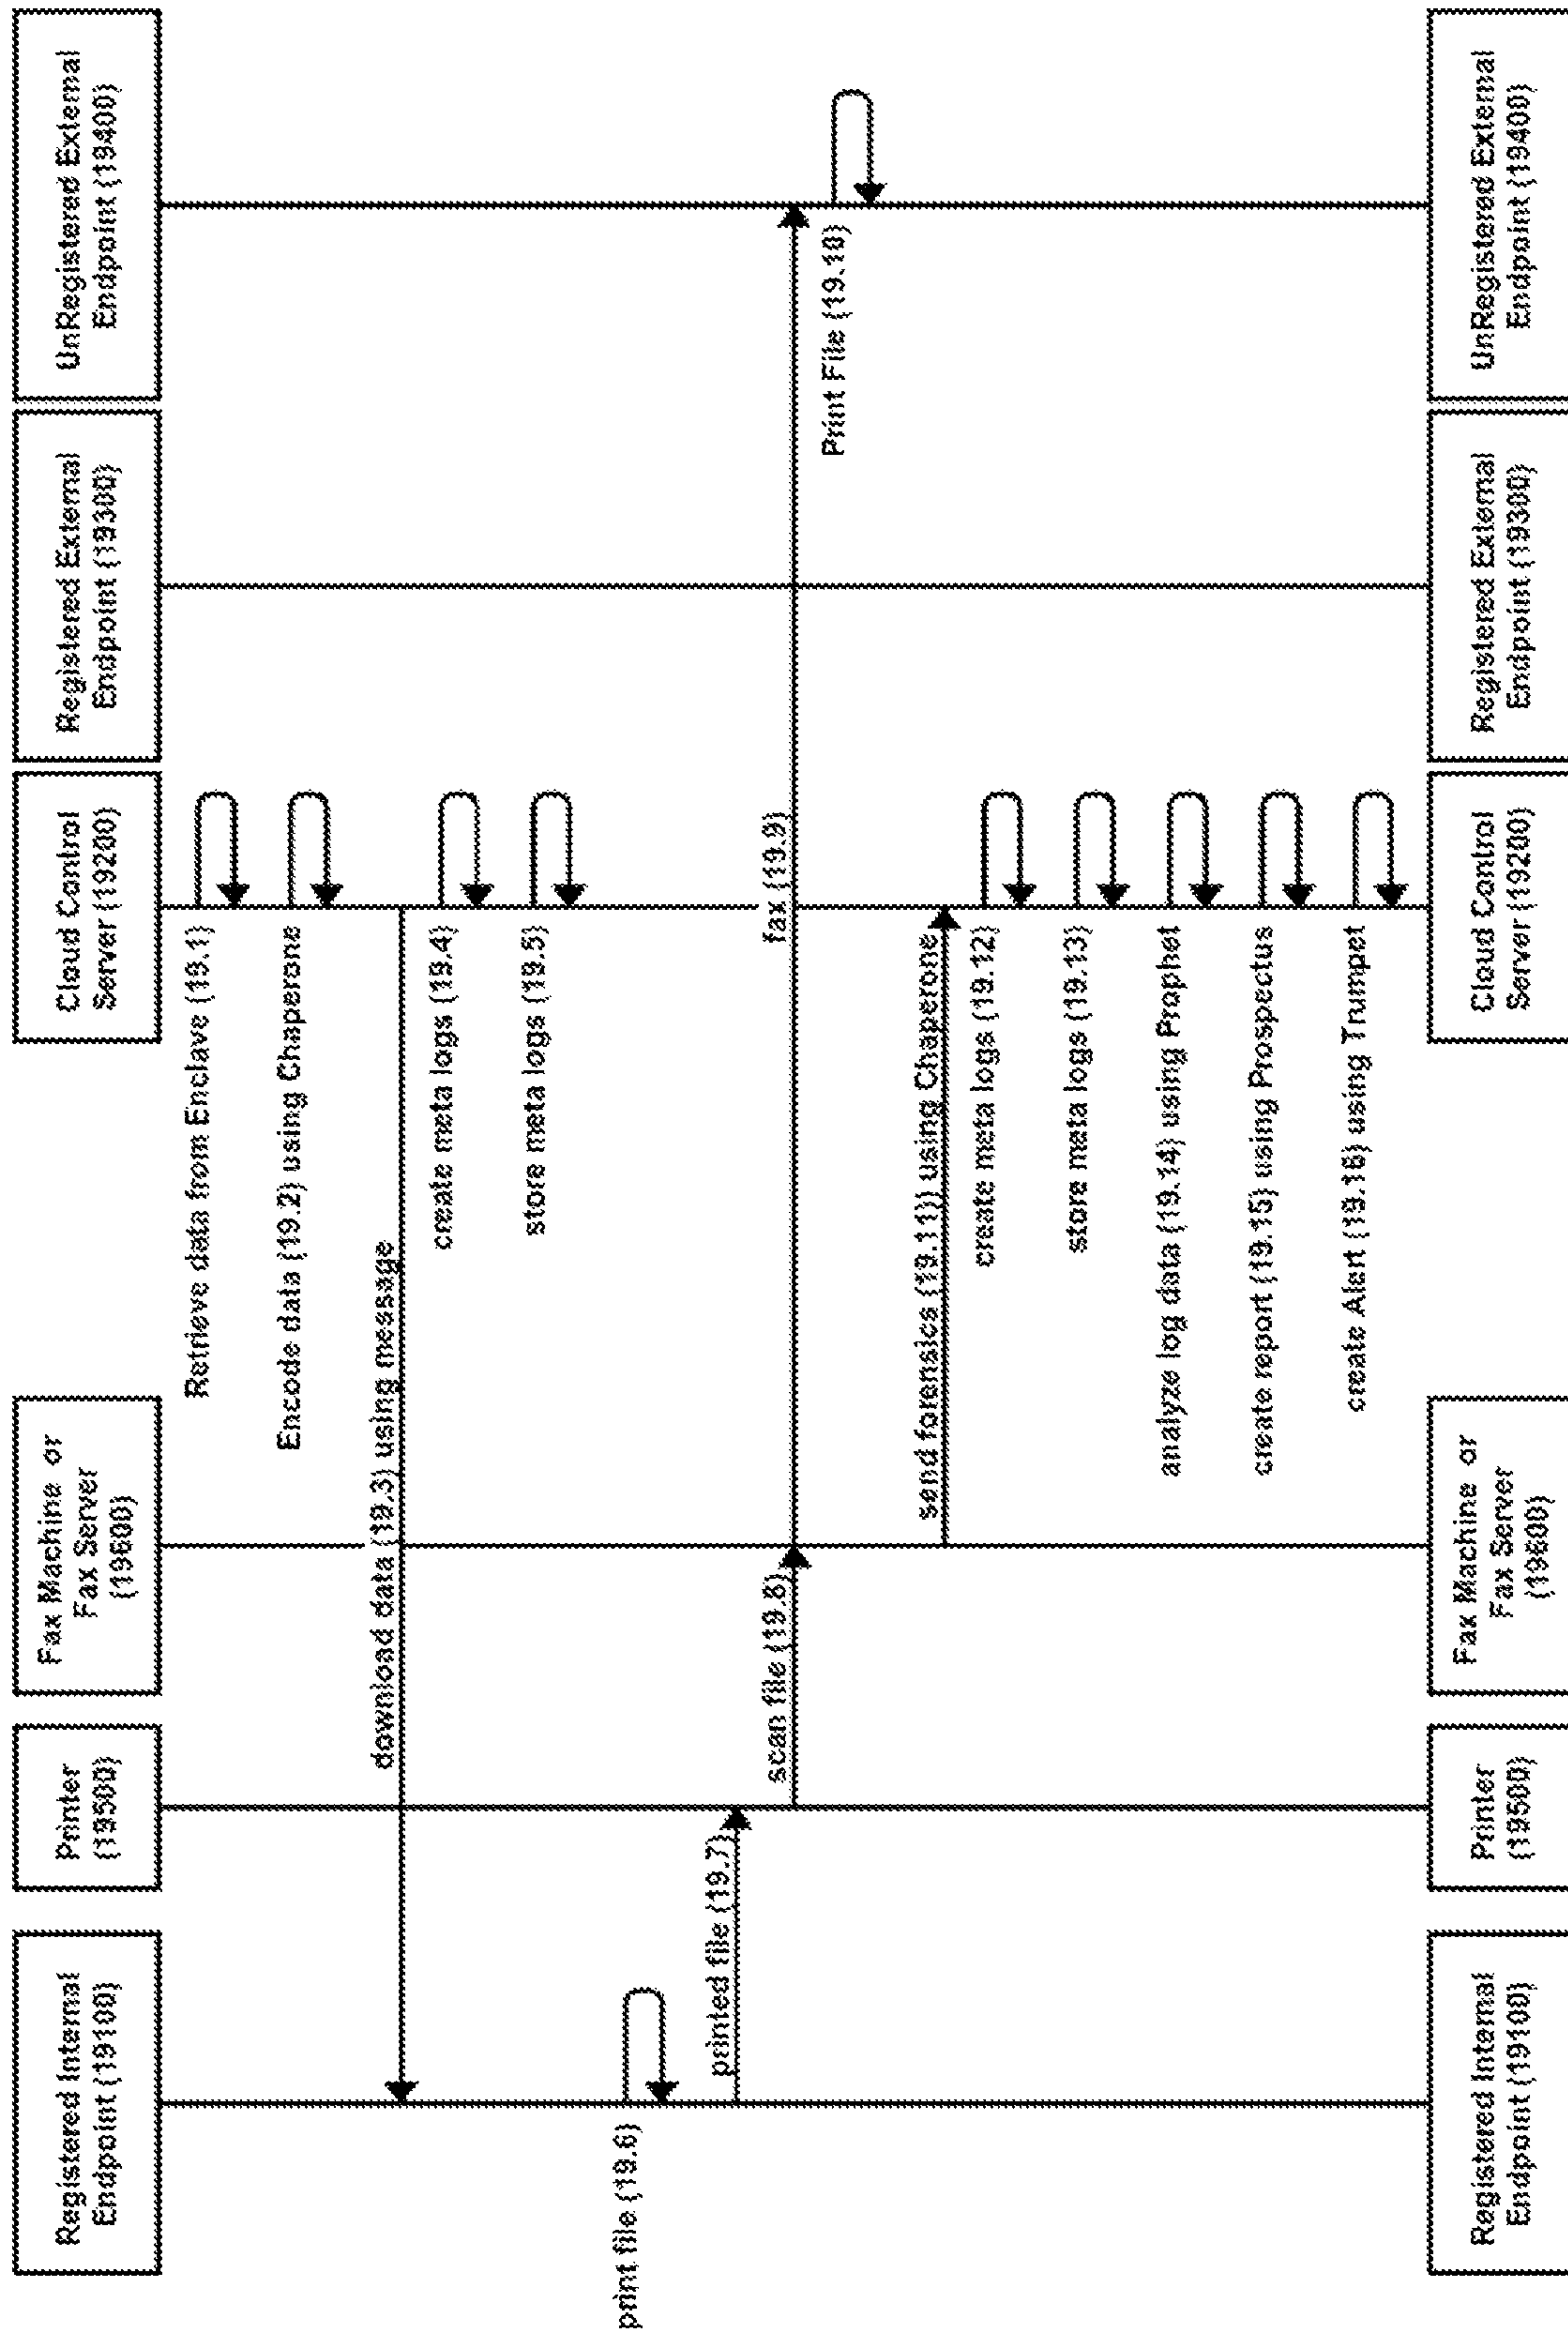 Registered Internal
Endpoint (19100)
Printer
(19500)
Fax Machine or
Fax Server
(19600)
Cloud Control
Server (19200)
Registered External
Endpoint (19300)
UnRegistered External
Endpoint (19400)
Retrieve data from Enclave (19.1)
Encode data (19.2) using Chaperone
download data (19.3) using message
create meta logs (19.4)
store meta logs (19.5)
print file (19.6)
printed file (19.7)
scan file (19.8)
fax (19.9)
Print File (19.10)
send forensics (19.11)) using Chaperone
create meta logs (19.12)
store meta logs (19.13)
analyze log data (19.14) using Prophet
create report (19.15) using Prospectus
create Alert (19.16) using Trumpet
Registered Internal
Endpoint (19100)
Printer
(19500)
Fax Machine or
Fax Server
(19600)
Cloud Control
Server (19200)
Registered External
Endpoint (19300)
UnRegistered External
Endpoint (19400)